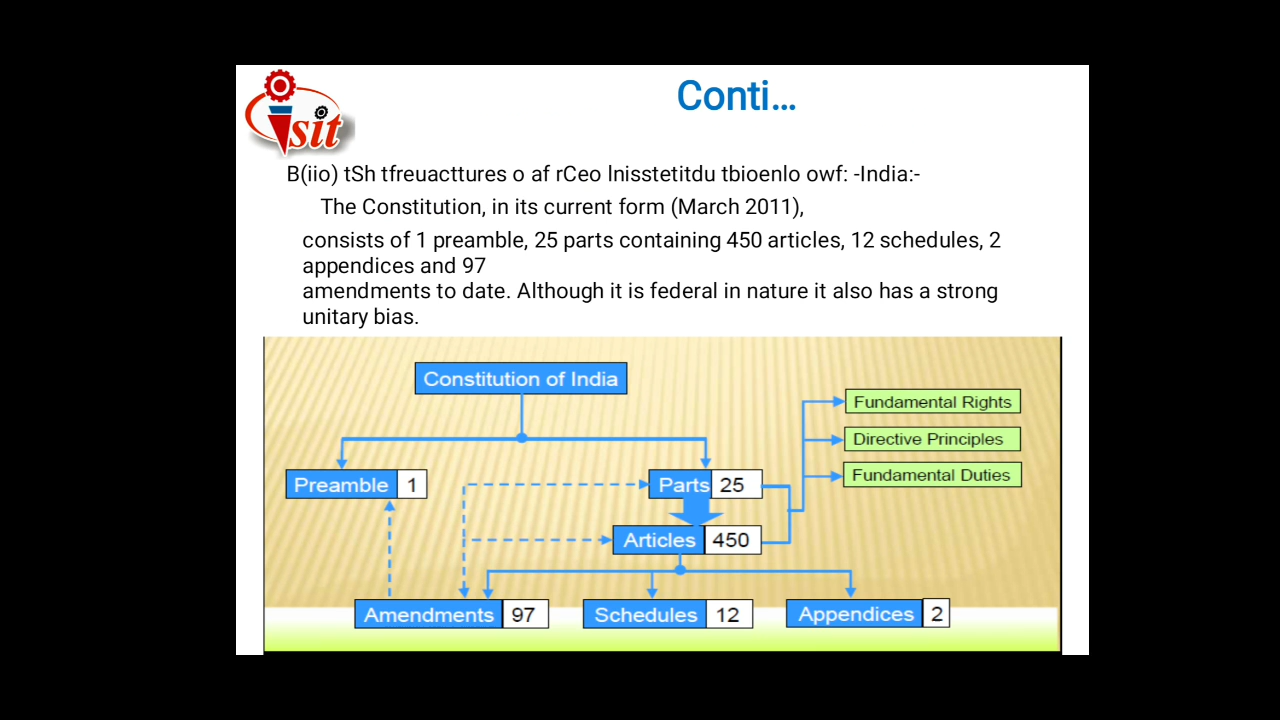 isit
Conti...
B(iio) tSh tfreuacttures o af rCeo lnisstetitdu tbioenlo owf: -India:-
The Constitution, in its current form (March 2011),
consists of 1 preamble, 25 parts containing 450 articles, 12 schedules, 2
appendices and 97
amendments to date. Although it is federal in nature it also has a strong
unitary bias.
Constitution of India
Fundamental Rights
Directive Principles
Fundamental Duties
Preamble 1
Parts 25
Articles 450
Amendments 97
Schedules 12
Appendices 2